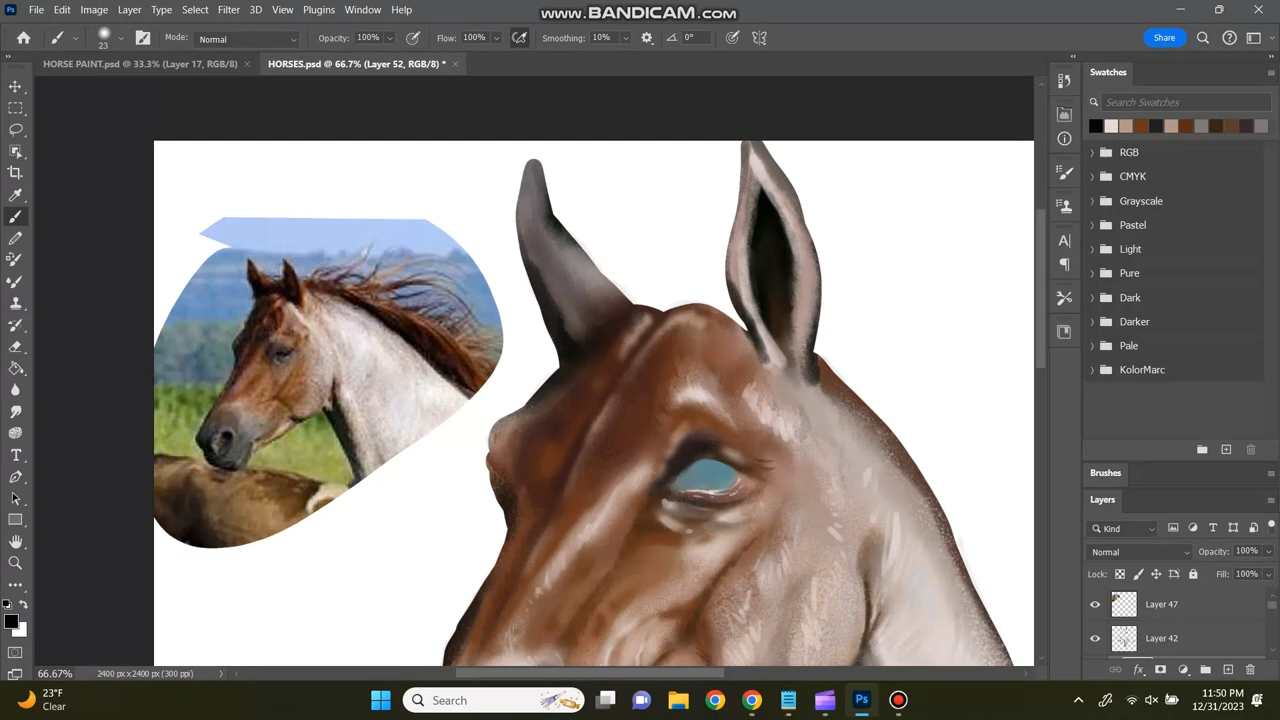 www.BANDICAM.com
Ps File Edit Image Layer Type Select Filter 3D View Plugins Window Help
23 Mode: Normal Opacity: 100% Flow: 100% Smoothing: 10% 0° Share
HORSE PAINT.psd @ 33.3% (Layer 17, RGB/8) × HORSES.psd @ 66.7% (Layer 52, RGB/8) * ×
Swatches
Search Swatches
RGB
CMYK
Grayscale
Pastel
Light
Pure
Dark
Darker
Pale
KolorMarc
Brushes
Layers
Kind
Normal Opacity: 100%
Lock: Fill: 100%
Layer 47
Layer 42
66.67% 2400 px x 2400 px (300 ppi)
23°F
Clear
Search
Ps
11:50 PM
12/31/2023